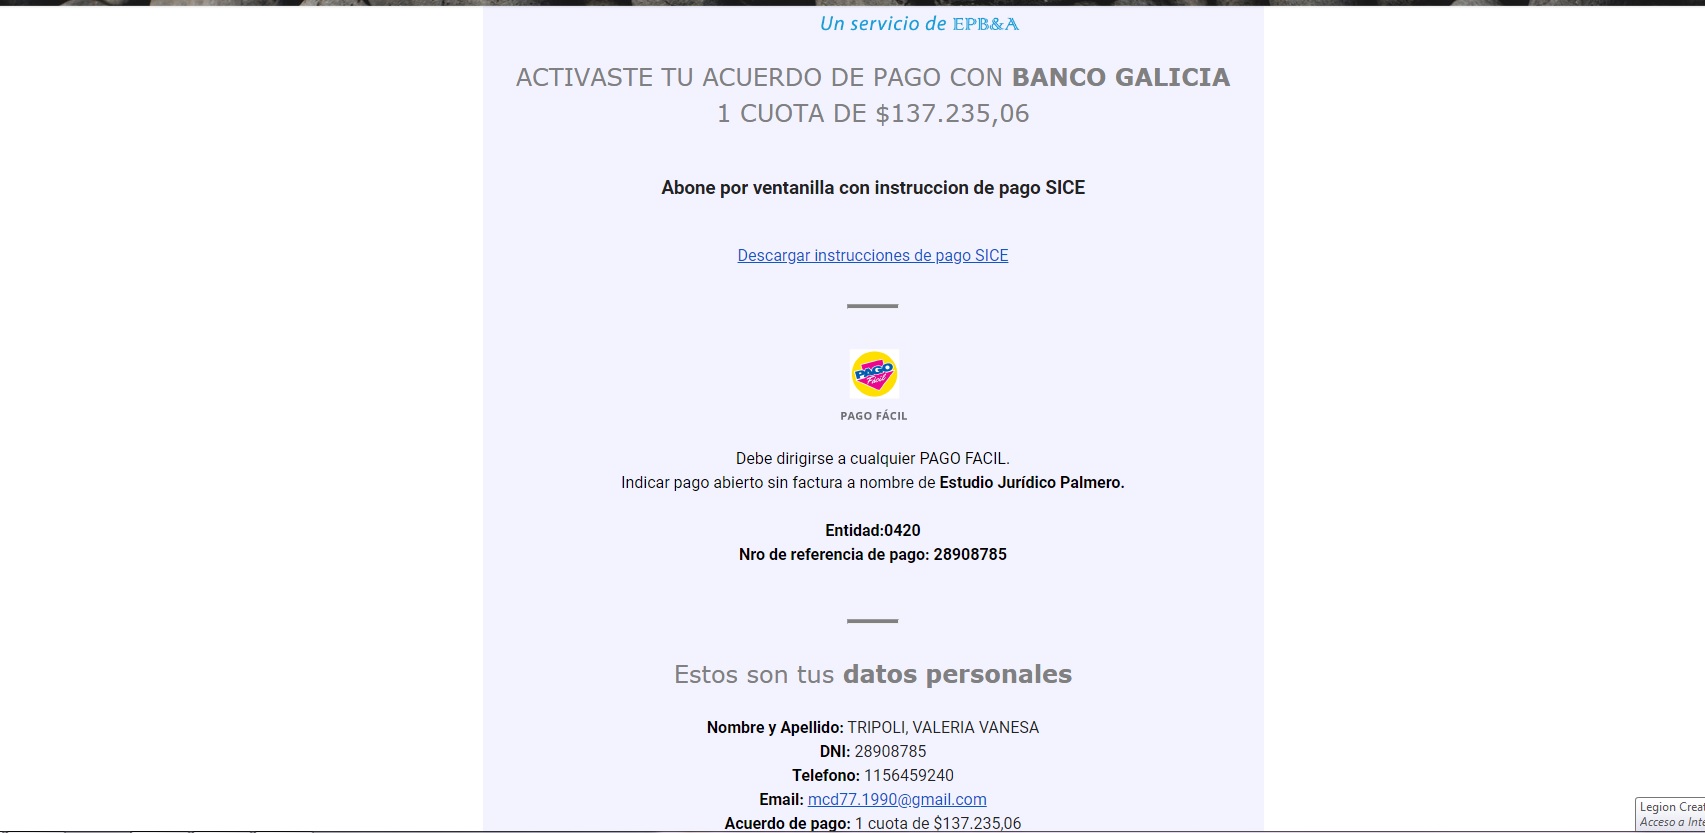 Un servicio de EPB&A
ACTIVASTE TU ACUERDO DE PAGO CON BANCO GALICIA
1 CUOTA DE $137.235,06
Abone por ventanilla con instruccion de pago SICE
Descargar instrucciones de pago SICE
PAGO
Fácil
PAGO FÁCIL
Debe dirigirse a cualquier PAGO FACIL.
Indicar pago abierto sin factura a nombre de Estudio Jurídico Palmero.
Entidad:0420
Nro de referencia de pago: 28908785
Estos son tus datos personales
Nombre y Apellido: TRIPOLI, VALERIA VANESA
DNI: 28908785
Telefono: 1156459240
Email: mcd77.1990@gmail.com
Acuerdo de pago: 1 cuota de $137.235,06
Legion Creat
Acceso a Inte